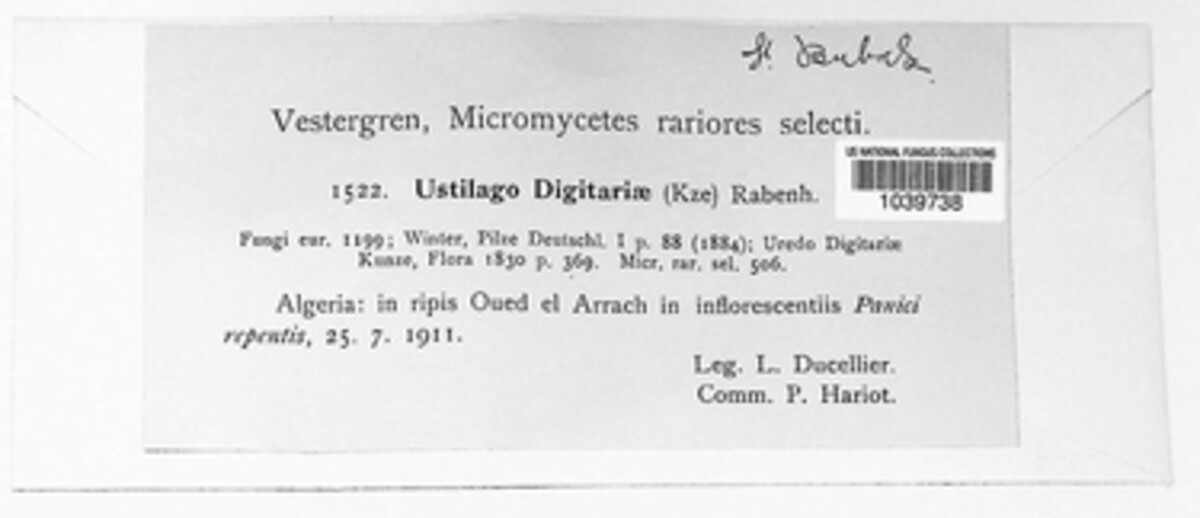 Vestergren, Micromycetes rariores selecti.
US NATIONAL FUNGUS COLLECTIONS
1039738
1522. Ustilago Digitariæ (Kze) Rabenh.
Fungi eur. 1199; Winter, Pilze Deutschl. I p. 88 (1884); Uredo Digitariæ
Kunze, Flora 1830 p. 369. Micr. rar. sel. 506.
Algeria: in ripis Oued el Arrach in inflorescentiis Panici
repentis, 25. 7. 1911.
Leg. L. Ducellier.
Comm. P. Hariot.